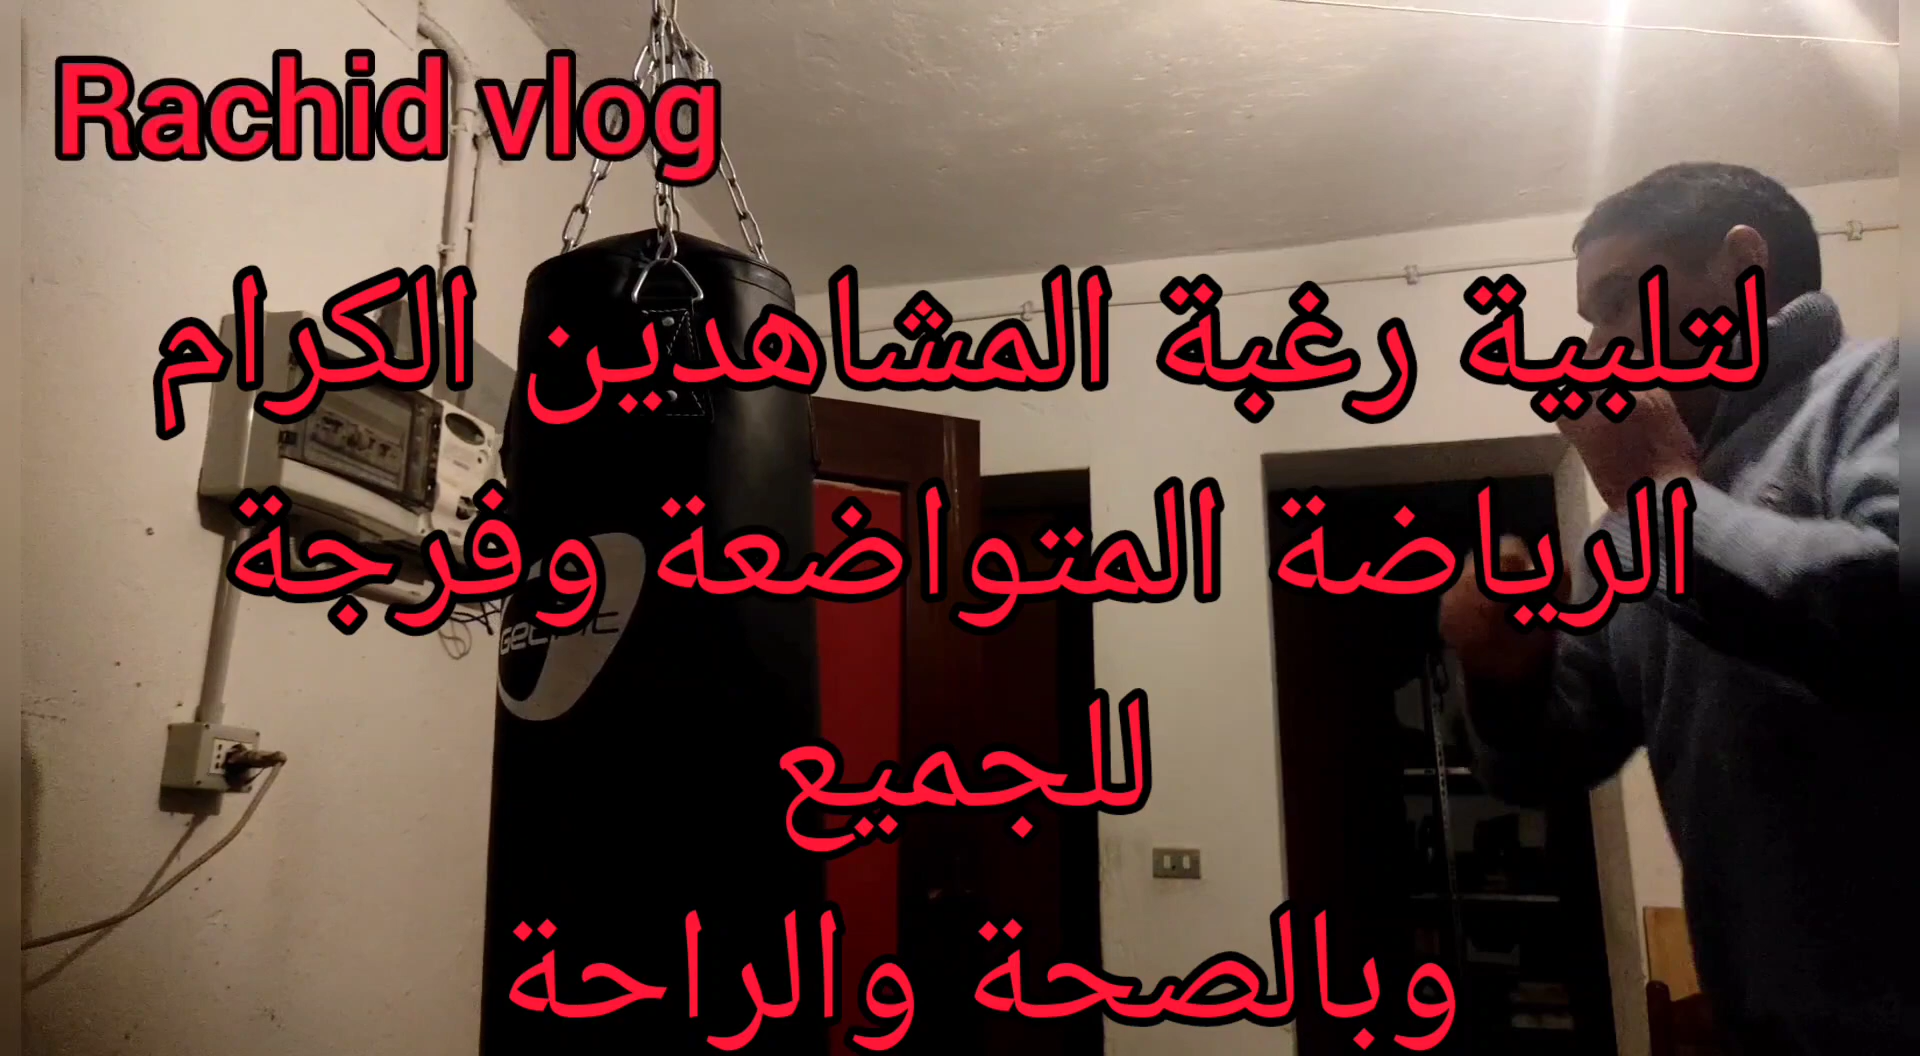 Rachid vlog
لتلبية رغبة المشاهدين الكرام
الرياضة المتواضعة وفرجة
للجميع
وبالصحة والراحة